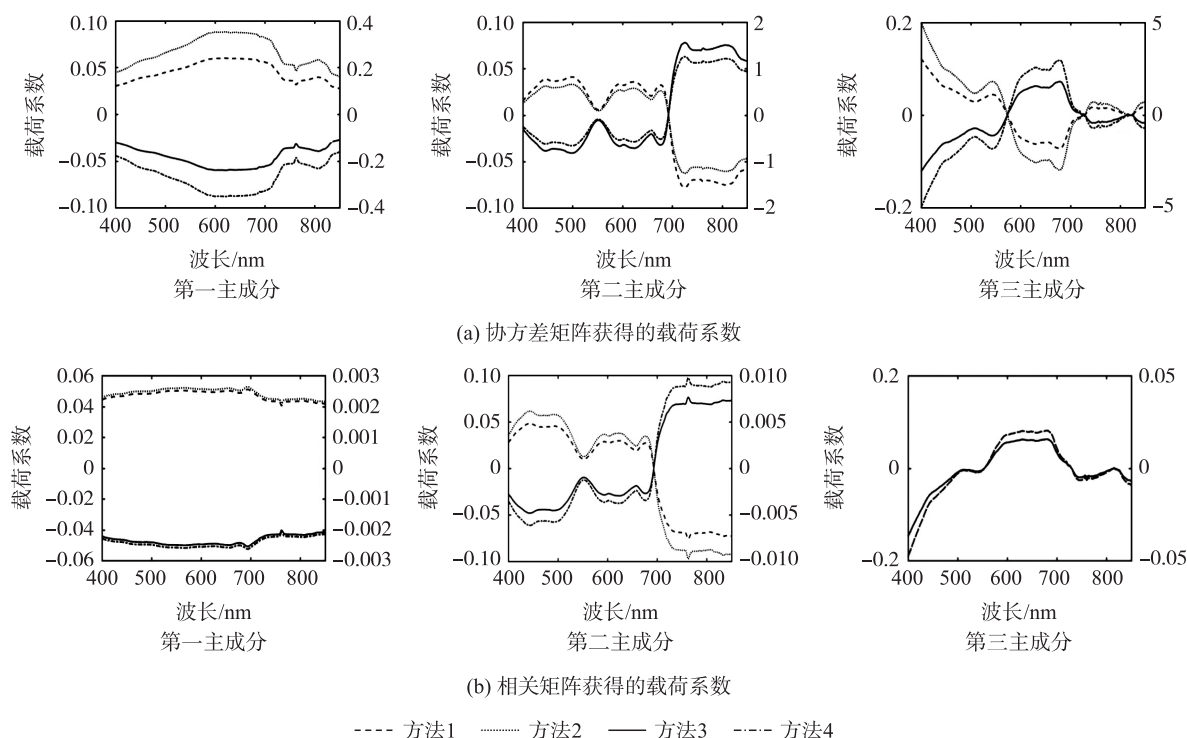 0.10
0.05
0
−0.05
−0.10
0.4
0.2
0
−0.2
−0.4
载荷系数
400 500 600 700 800
波长/nm
第一主成分
0.10
0.05
0
−0.05
−0.10
2
1
0
−1
−2
载荷系数
400 500 600 700 800
波长/nm
第二主成分
0.2
0
−0.2
5
0
−5
载荷系数
400 500 600 700 800
波长/nm
第三主成分
(a) 协方差矩阵获得的载荷系数
0.06
0.04
0.02
0
−0.02
−0.04
−0.06
0.003
0.002
0.001
0
−0.001
−0.002
−0.003
载荷系数
400 500 600 700 800
波长/nm
第一主成分
0.10
0.05
0
−0.05
−0.10
0.010
0.005
0
−0.005
−0.010
载荷系数
400 500 600 700 800
波长/nm
第二主成分
0.2
0
−0.2
0.05
0
−0.05
载荷系数
400 500 600 700 800
波长/nm
第三主成分
(b) 相关矩阵获得的载荷系数
方法1 方法2 方法3 方法4